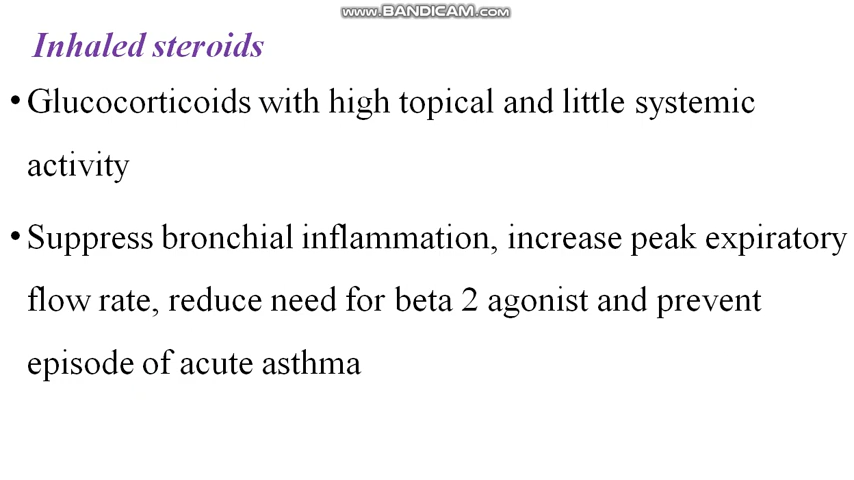 www.BANDICAM.com
Inhaled steroids
• Glucocorticoids with high topical and little systemic
activity
• Suppress bronchial inflammation, increase peak expiratory
flow rate, reduce need for beta 2 agonist and prevent
episode of acute asthma